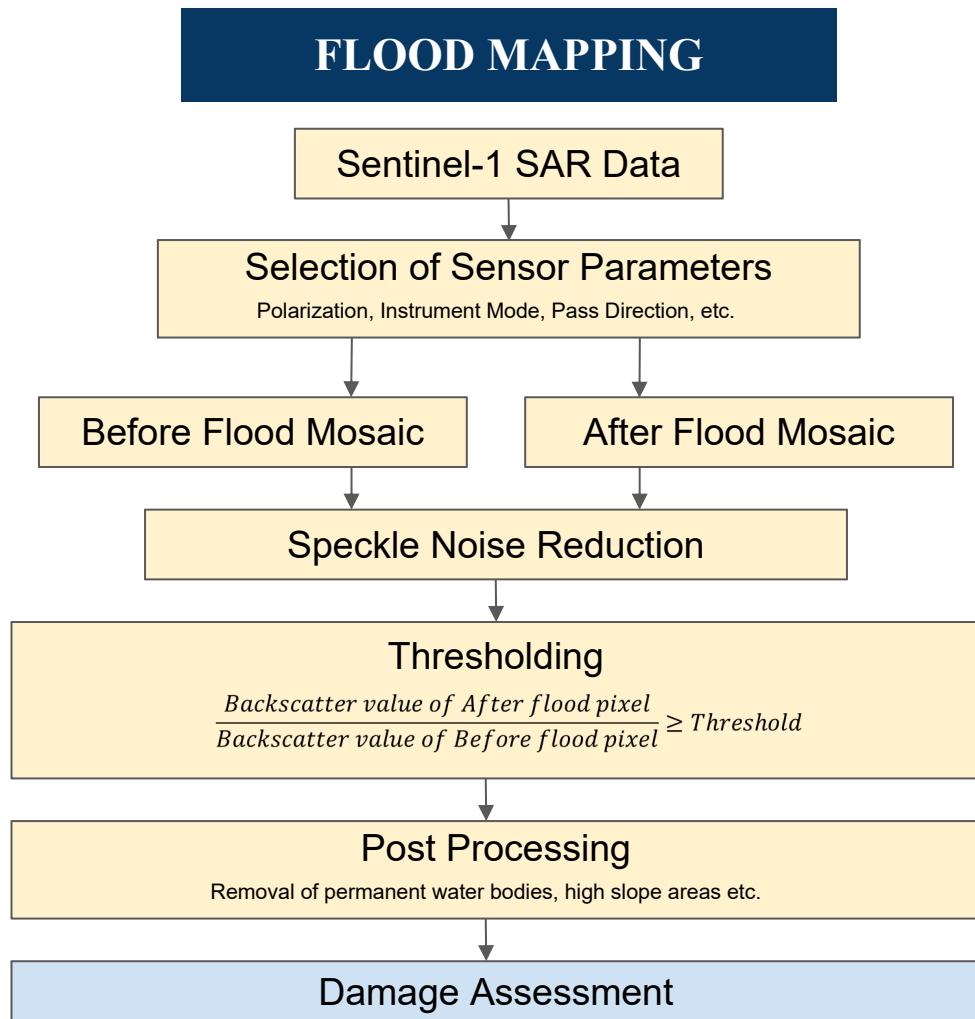 FLOOD MAPPING
Sentinel-1 SAR Data
Selection of Sensor Parameters
Polarization, Instrument Mode, Pass Direction, etc.
Before Flood Mosaic
After Flood Mosaic
Speckle Noise Reduction
Thresholding
Backscatter value of After flood pixel
Backscatter value of Before flood pixel ≥ Threshold
Post Processing
Removal of permanent water bodies, high slope areas etc.
Damage Assessment